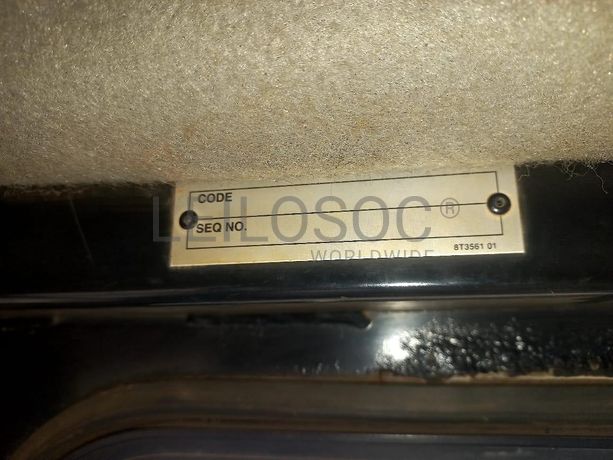 CODE
SEQ NO.
LEILOSOC®
WORLDWIDE
8T3561 01